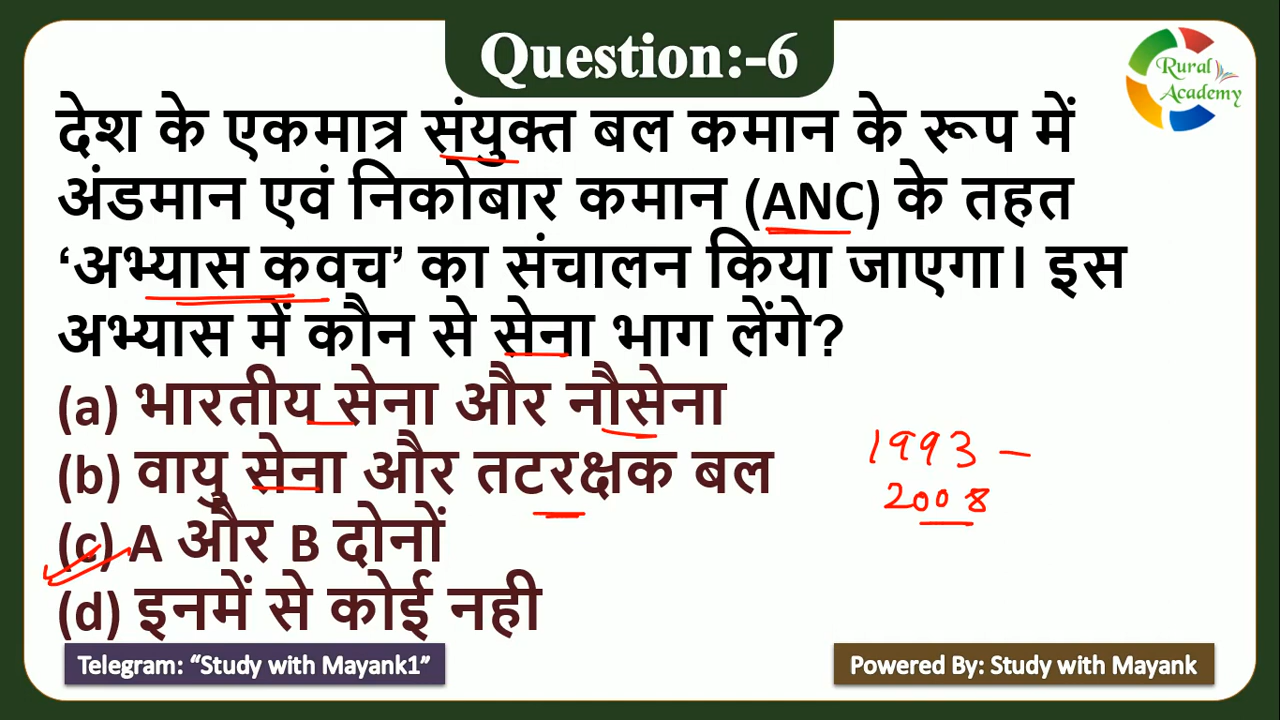 Question:-6
Rural
Academy
देश के एकमात्र संयुक्त बल कमान के रूप में
अंडमान एवं निकोबार कमान (ANC) के तहत
‘अभ्यास कवच’ का संचालन किया जाएगा। इस
अभ्यास में कौन से सेना भाग लेंगे?
(a) भारतीय सेना और नौसेना
(b) वायु सेना और तटरक्षक बल
(c) A और B दोनों
(d) इनमें से कोई नही
1993 –
2008
Telegram: “Study with Mayank1”
Powered By: Study with Mayank